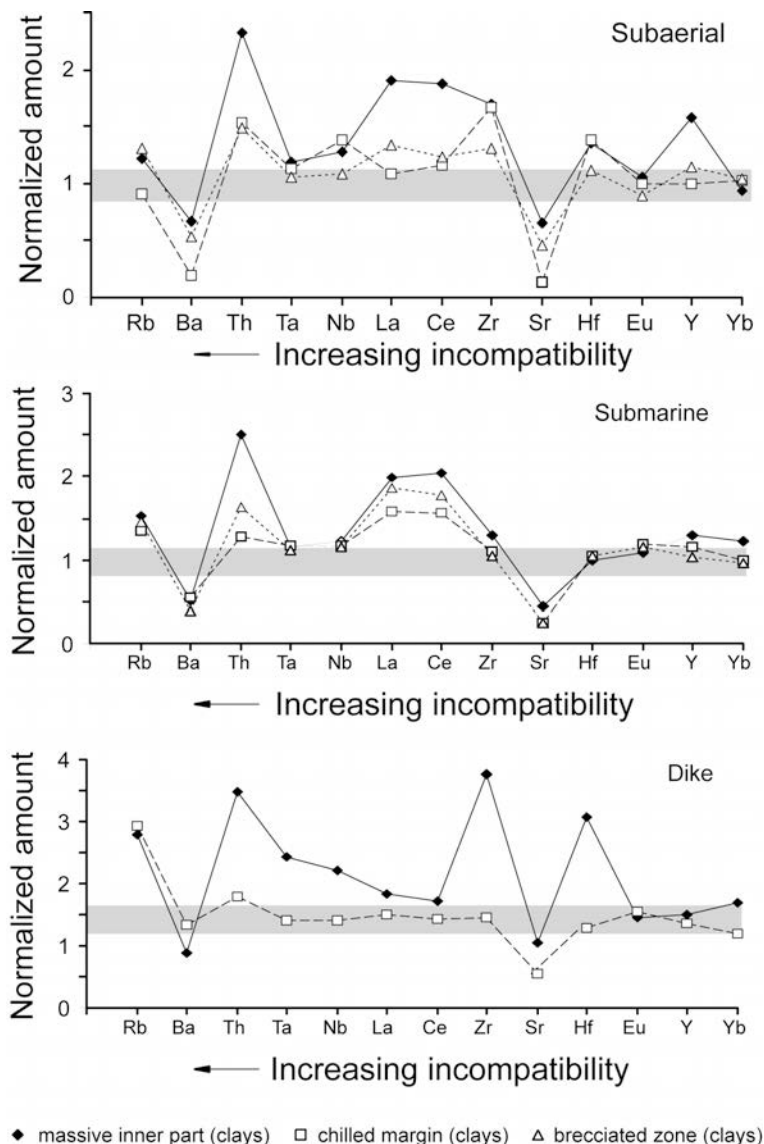 Subaerial
Normalized amount
2
1
0
Rb Ba Th Ta Nb La Ce Zr Sr Hf Eu Y Yb
Increasing incompatibility
Submarine
Normalized amount
3
2
1
0
Rb Ba Th Ta Nb La Ce Zr Sr Hf Eu Y Yb
Increasing incompatibility
Dike
Normalized amount
4
3
2
1
0
Rb Ba Th Ta Nb La Ce Zr Sr Hf Eu Y Yb
Increasing incompatibility
massive inner part (clays) chilled margin (clays) brecciated zone (clays)